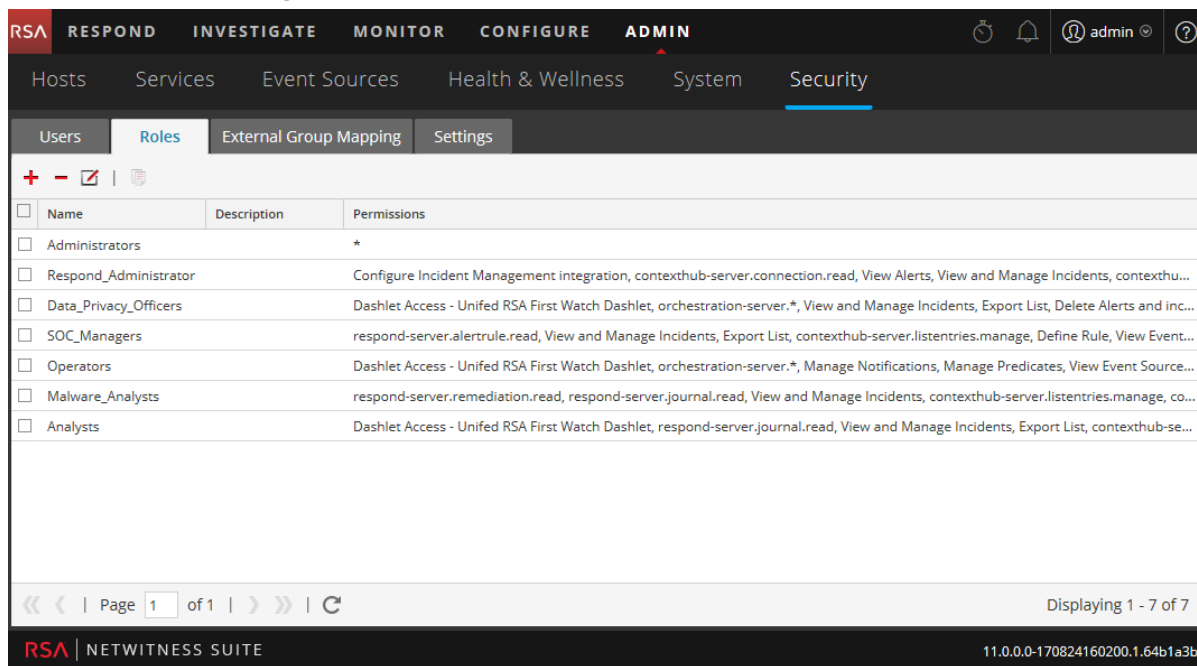 RSA RESPOND INVESTIGATE MONITOR CONFIGURE ADMIN admin ?
Hosts Services Event Sources Health & Wellness System Security
Users Roles External Group Mapping Settings
Name Description Permissions
Administrators *
Respond_Administrator Configure Incident Management integration, contexthub-server.connection.read, View Alerts, View and Manage Incidents, contexthu...
Data_Privacy_Officers Dashlet Access - Unifed RSA First Watch Dashlet, orchestration-server.*, View and Manage Incidents, Export List, Delete Alerts and inc...
SOC_Managers respond-server.alertrule.read, View and Manage Incidents, Export List, contexthub-server.listentries.manage, Define Rule, View Event...
Operators Dashlet Access - Unifed RSA First Watch Dashlet, orchestration-server.*, Manage Notifications, Manage Predicates, View Event Source...
Malware_Analysts respond-server.remediation.read, respond-server.journal.read, View and Manage Incidents, contexthub-server.listentries.manage, co...
Analysts Dashlet Access - Unifed RSA First Watch Dashlet, respond-server.journal.read, View and Manage Incidents, Export List, contexthub-se...
Page 1 of 1 Displaying 1 - 7 of 7
RSA NETWITNESS SUITE 11.0.0.0-170824160200.1.64b1a3b